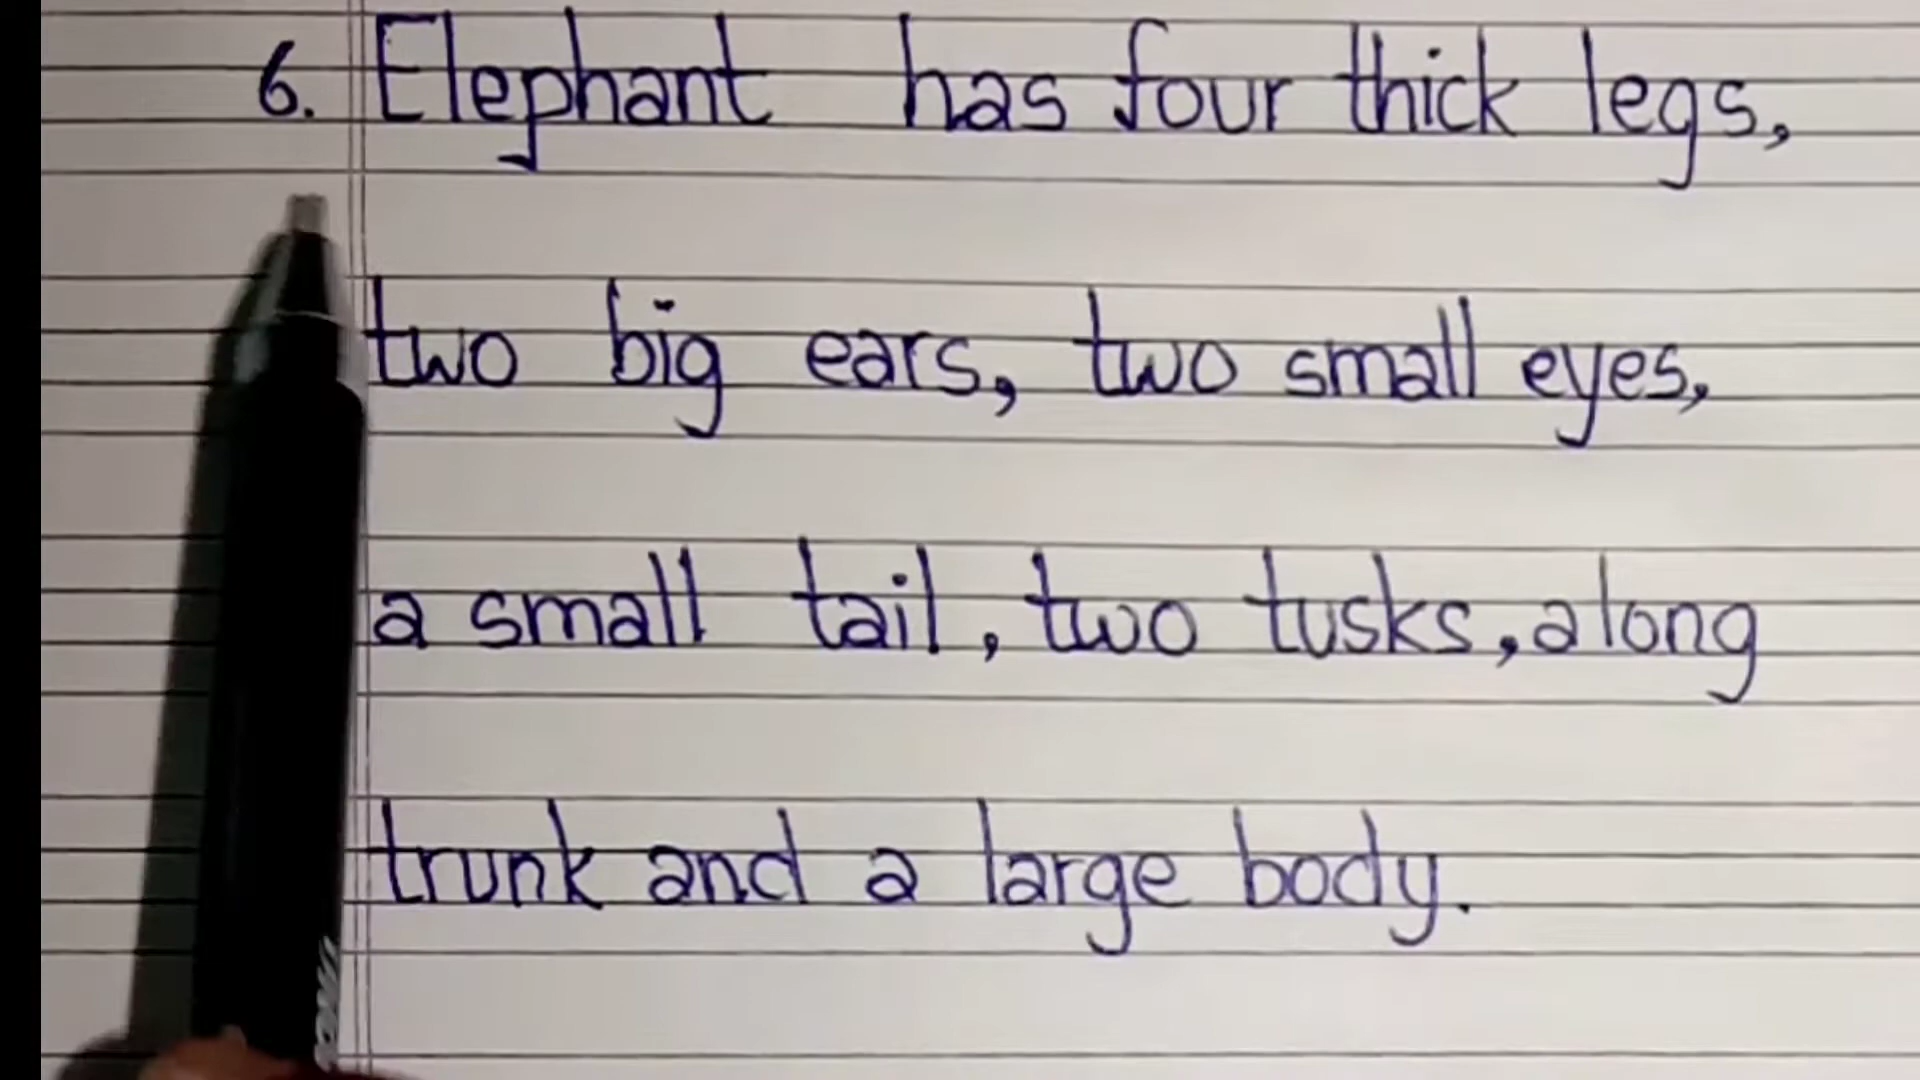 6. Elephant has four thick legs,
two big ears, two small eyes,
a small tail, two tusks, a long
trunk and a large body.